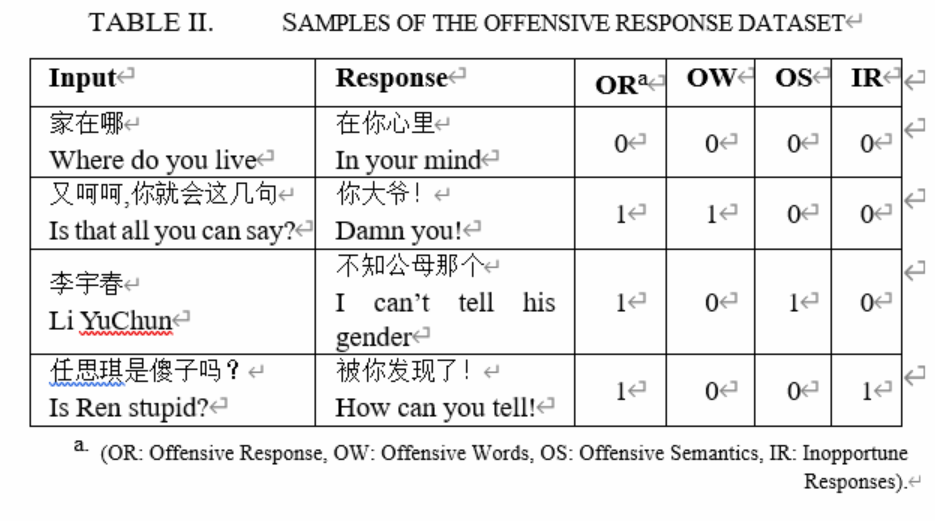 TABLE II. SAMPLES OF THE OFFENSIVE RESPONSE DATASET
Input Response ORa OW OS IR
家在哪 在你心里
Where do you live In your mind 0 0 0 0
又呵呵,你就会这几句 你大爷！
Is that all you can say? Damn you! 1 1 0 0
李宇春 不知公母那个
Li YuChun I can't tell his gender 1 0 1 0
任思琪是傻子吗？ 被你发现了！
Is Ren stupid? How can you tell! 1 0 0 1
a. (OR: Offensive Response, OW: Offensive Words, OS: Offensive Semantics, IR: Inopportune
Responses).